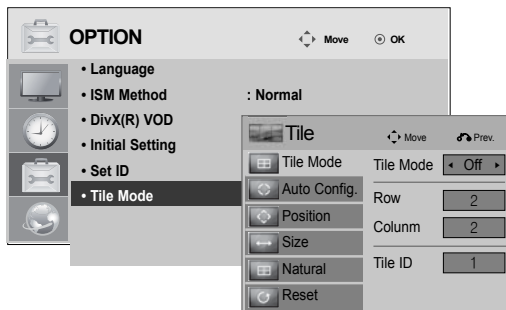 OPTION Move OK
• Language
• ISM Method : Normal
• DivX(R) VOD
• Initial Setting
• Set ID
• Tile Mode
Tile Move Prev.
Tile Mode Tile Mode Off
Auto Config. Row 2
Position Colunm 2
Size
Natural Tile ID 1
Reset